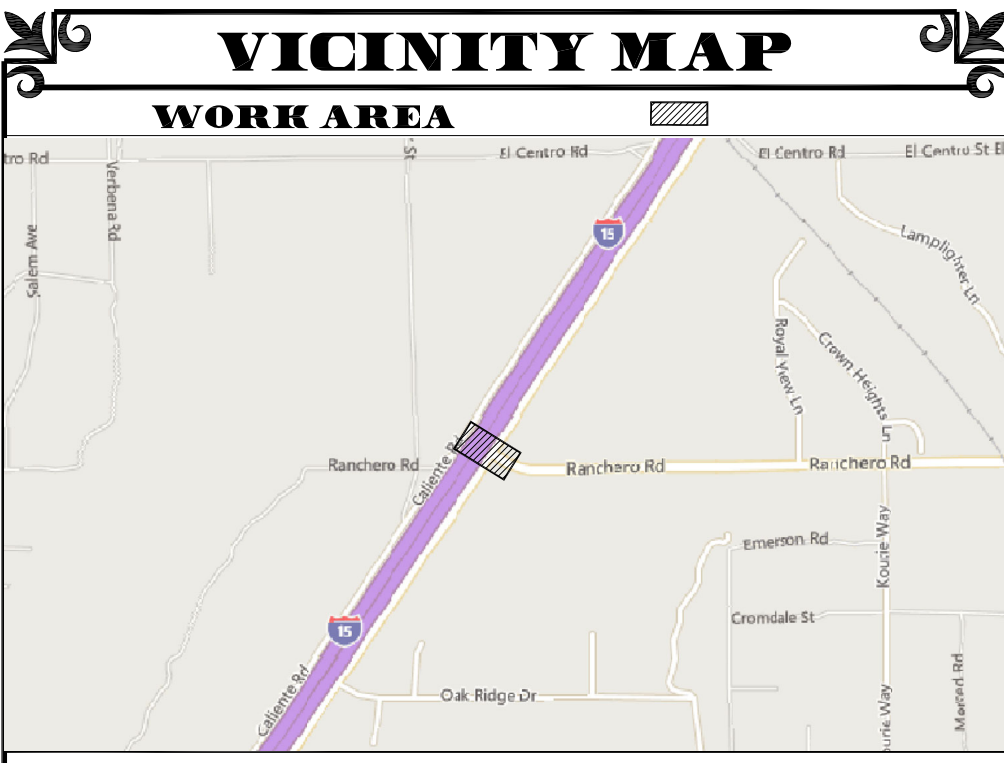 VICINITY MAP
WORK AREA
tro Rd
El Centro Rd
El Centro Rd
El Centro St El
St
Verbena Rd
Salem Ave
15
Lamplighter Ln
Royal View Ln
Crown Heights Ln
Caliente Rd
Ranchero Rd
Ranchero Rd
Ranchero Rd
Kourie Way
Emerson Rd
Cromdale St
15
Caliente Rd
Oak Ridge Dr
Merced Rd
ourie Way